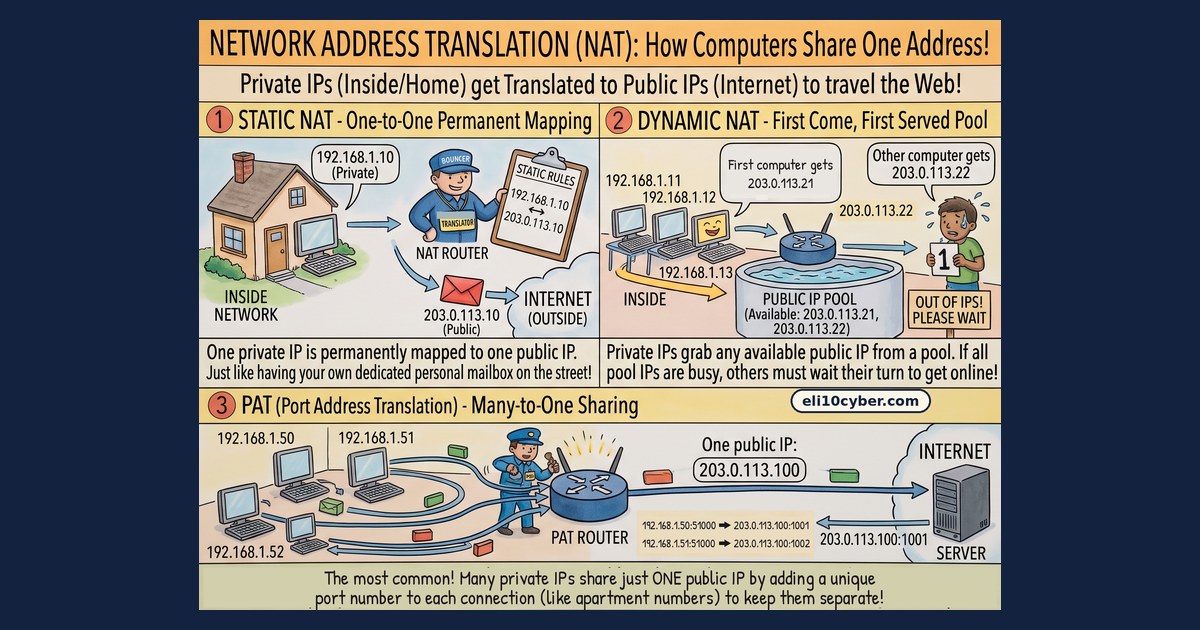 NETWORK ADDRESS TRANSLATION (NAT): How Computers Share One Address!
Private IPs (Inside/Home) get Translated to Public IPs (Internet) to travel the Web!
1 STATIC NAT - One-to-One Permanent Mapping
192.168.1.10
(Private)
BOUNCER
TRANSLATOR
STATIC RULES
192.168.1.10
↔
203.0.113.10
NAT ROUTER
INSIDE
NETWORK
203.0.113.10
(Public)
INTERNET
(OUTSIDE)
One private IP is permanently mapped to one public IP.
Just like having your own dedicated personal mailbox on the street!
2 DYNAMIC NAT - First Come, First Served Pool
First computer gets
203.0.113.21
Other computer gets
203.0.113.22
192.168.1.11
192.168.1.12
203.0.113.22
1
192.168.1.13
INSIDE
PUBLIC IP POOL
(Available: 203.0.113.21,
203.0.113.22)
OUT OF IPS!
PLEASE WAIT
Private IPs grab any available public IP from a pool. If all
pool IPs are busy, others must wait their turn to get online!
3 PAT (Port Address Translation) - Many-to-One Sharing
eli10cyber.com
192.168.1.50
192.168.1.51
192.168.1.52
PAT ROUTER
One public IP:
203.0.113.100
192.168.1.50:51000 ➡ 203.0.113.100:1001
192.168.1.51:51000 ➡ 203.0.113.100:1002
203.0.113.100:1001
INTERNET
SERVER
The most common! Many private IPs share just ONE public IP by adding a unique
port number to each connection (like apartment numbers) to keep them separate!